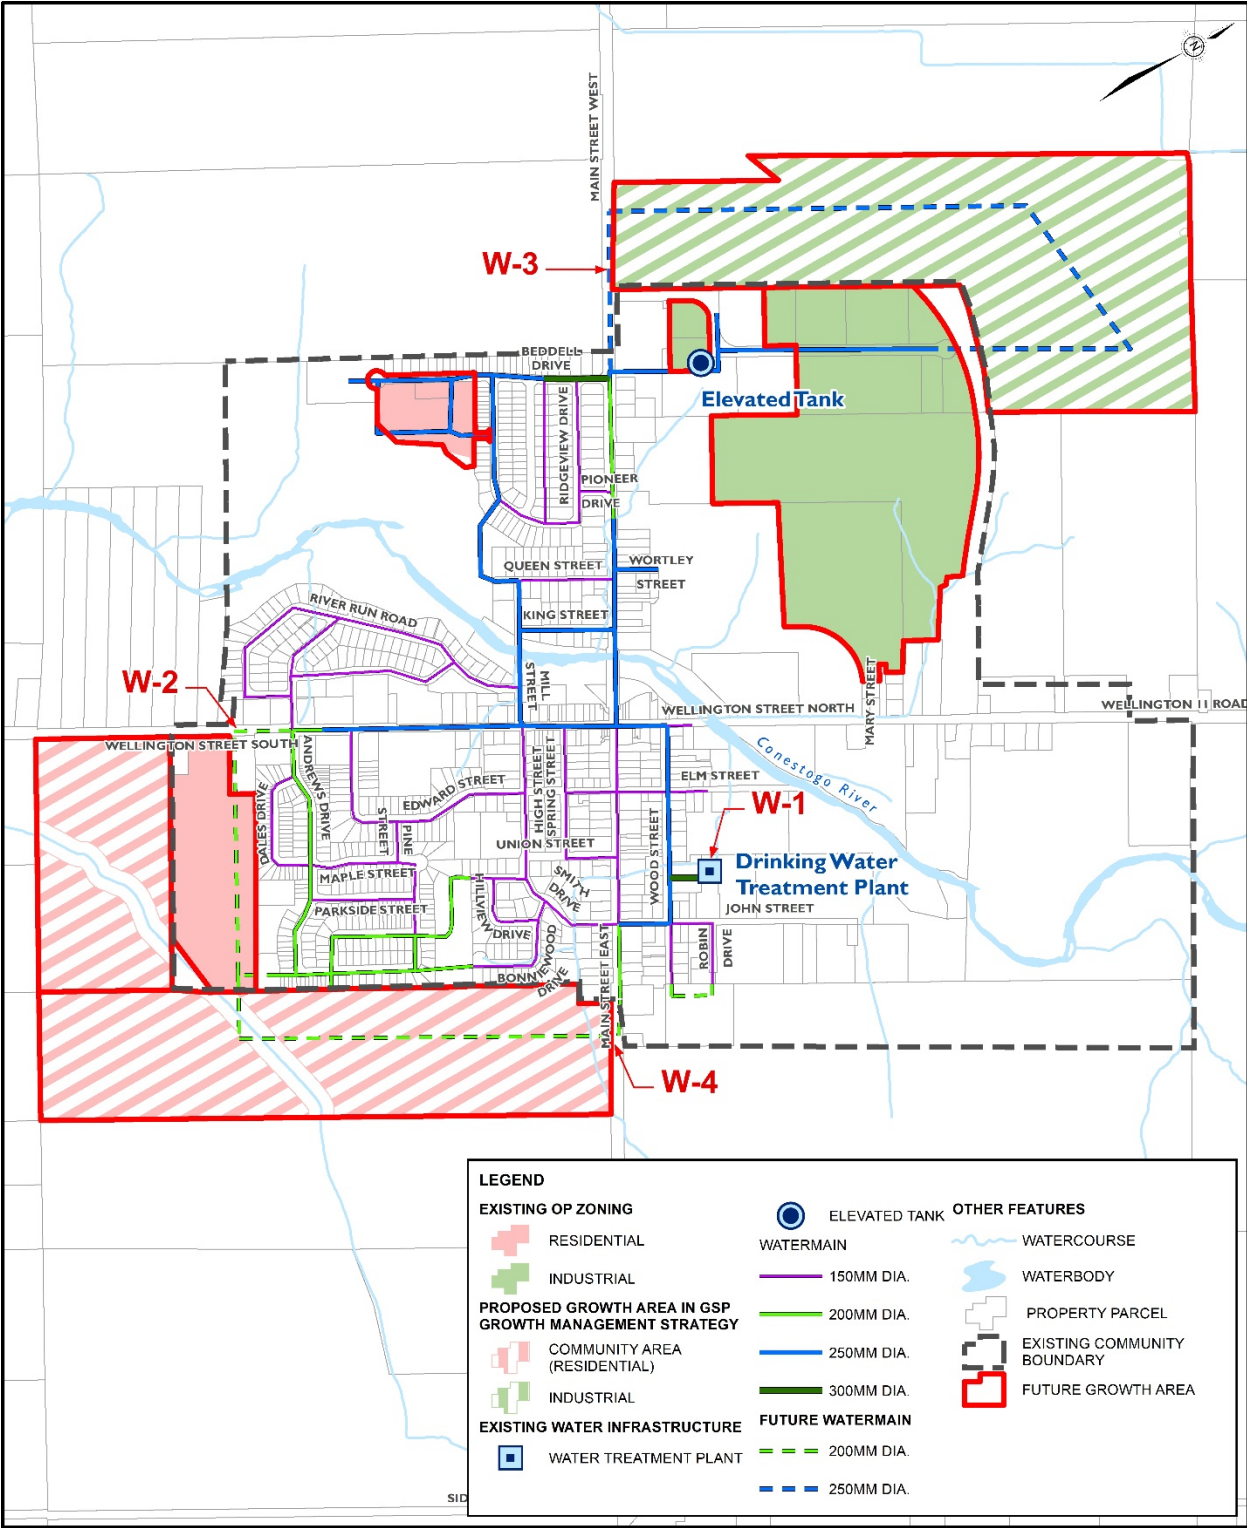 N
MAIN STREET WEST
W-3
BEDDELL
DRIVE
Elevated Tank
RIDGEVIEW DRIVE
PIONEER
DRIVE
QUEEN STREET
WORTLEY
STREET
KING STREET
RIVER RUN ROAD
MILL
STREET
MARY STREET
W-2
WELLINGTON STREET NORTH
WELLINGTON 11 ROAD
WELLINGTON STREET SOUTH
Conestogo River
ANDREWS DRIVE
DALES DRIVE
EDWARD STREET
HIGH STREET
SPRING STREET
ELM STREET
W-1
PINE
STREET
UNION STREET
WOOD STREET
Drinking Water
Treatment Plant
MAPLE STREET
SMITH
DRIVE
PARKSIDE STREET
HILLVIEW
DRIVE
JOHN STREET
ROBIN
DRIVE
BONNIEWOOD
DRIVE
MAIN STREET EAST
W-4
LEGEND
EXISTING OP ZONING
RESIDENTIAL
INDUSTRIAL
PROPOSED GROWTH AREA IN GSP
GROWTH MANAGEMENT STRATEGY
COMMUNITY AREA
(RESIDENTIAL)
INDUSTRIAL
EXISTING WATER INFRASTRUCTURE
WATER TREATMENT PLANT
ELEVATED TANK
WATERMAIN
150MM DIA.
200MM DIA.
250MM DIA.
300MM DIA.
FUTURE WATERMAIN
200MM DIA.
250MM DIA.
OTHER FEATURES
WATERCOURSE
WATERBODY
PROPERTY PARCEL
EXISTING COMMUNITY
BOUNDARY
FUTURE GROWTH AREA
SID